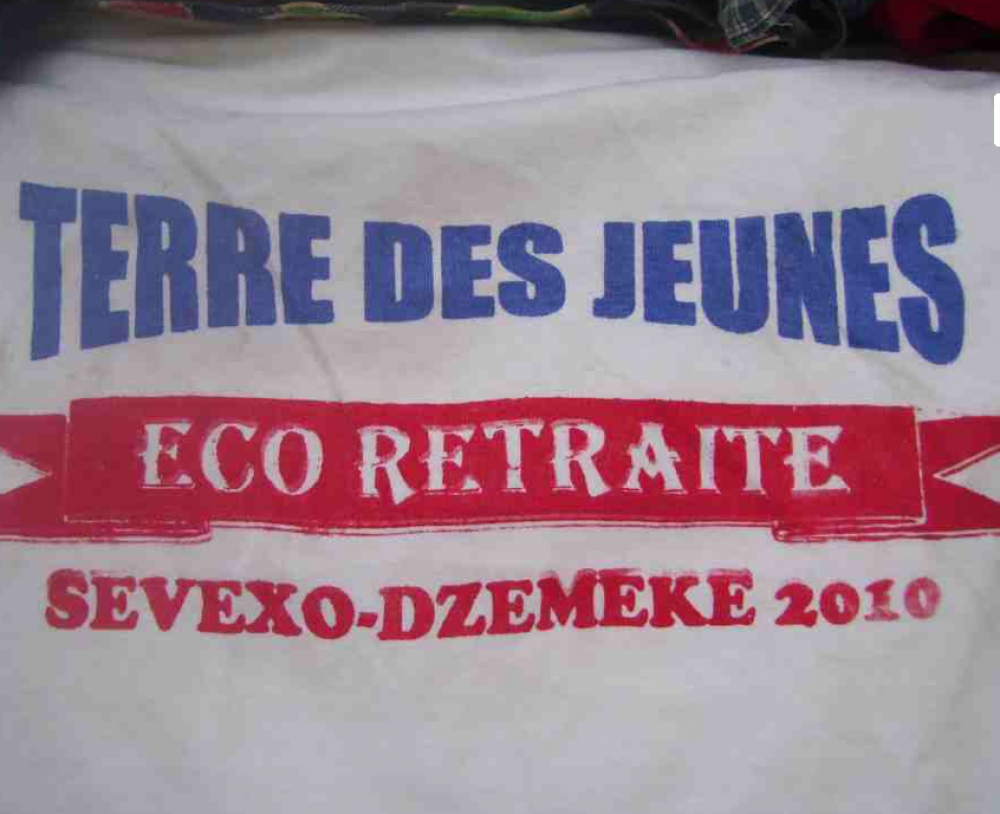 TERRE DES JEUNES
ECO RETRAITE
SEVEXO-DZEMEKE 2010